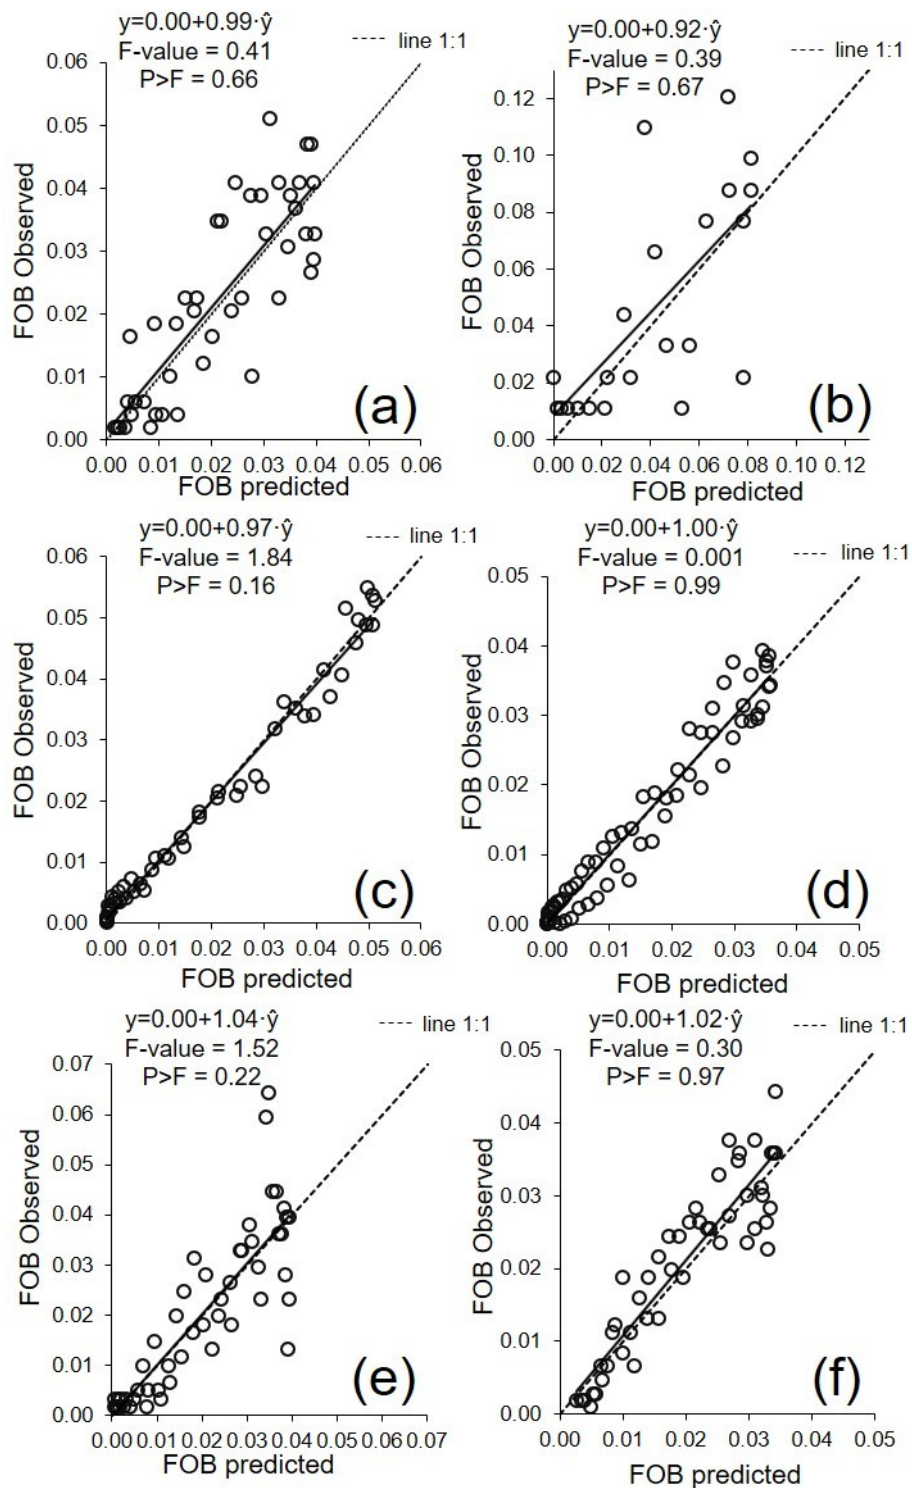 y=0.00+0.99·ŷ
F-value = 0.41
P>F = 0.66
line 1:1
0.06
0.05
0.04
0.03
0.02
0.01
0.00
FOB Observed
(a)
0.00 0.01 0.02 0.03 0.04 0.05 0.06
FOB predicted
y=0.00+0.92·ŷ
F-value = 0.39
P>F = 0.67
line 1:1
0.12
0.10
0.08
0.06
0.04
0.02
0.00
FOB Observed
(b)
0.00 0.02 0.04 0.06 0.08 0.10 0.12
FOB predicted
y=0.00+0.97·ŷ
F-value = 1.84
P>F = 0.16
line 1:1
0.06
0.05
0.04
0.03
0.02
0.01
0.00
FOB Observed
(c)
0.00 0.01 0.02 0.03 0.04 0.05 0.06
FOB predicted
y=0.00+1.00·ŷ
F-value = 0.001
P>F = 0.99
line 1:1
0.05
0.04
0.03
0.02
0.01
0.00
FOB Observed
(d)
0.00 0.01 0.02 0.03 0.04 0.05
FOB predicted
y=0.00+1.04·ŷ
F-value = 1.52
P>F = 0.22
line 1:1
0.07
0.06
0.05
0.04
0.03
0.02
0.01
0.00
FOB Observed
(e)
0.00 0.01 0.02 0.03 0.04 0.05 0.06 0.07
FOB predicted
y=0.00+1.02·ŷ
F-value = 0.30
P>F = 0.97
line 1:1
0.05
0.04
0.03
0.02
0.01
0.00
FOB Observed
(f)
0.00 0.01 0.02 0.03 0.04 0.05
FOB predicted